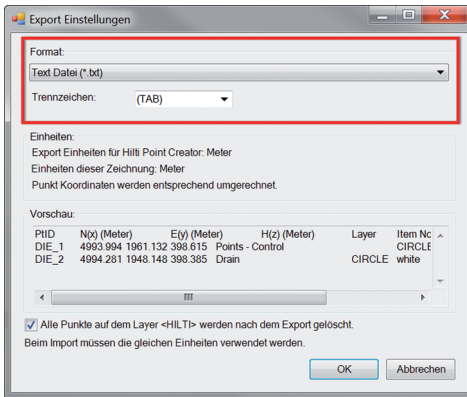 Export Einstellungen
Format:
Text Datei (*.txt)
Trennzeichen: (TAB)
Einheiten:
Export Einheiten für Hilti Point Creator: Meter
Einheiten dieser Zeichnung: Meter
Punkt Koordinaten werden entsprechend umgerechnet.
Vorschau:
PtID N(x) (Meter) E(y) (Meter) H(z) (Meter) Layer Item Nc
DIE_1 4993.994 1961.132 398.615 Points - Control CIRCLE
DIE_2 4994.281 1948.148 398.385 Drain CIRCLE white
Alle Punkte auf dem Layer <HILTI> werden nach dem Export gelöscht.
Beim Import müssen die gleichen Einheiten verwendet werden.
OK Abbrechen